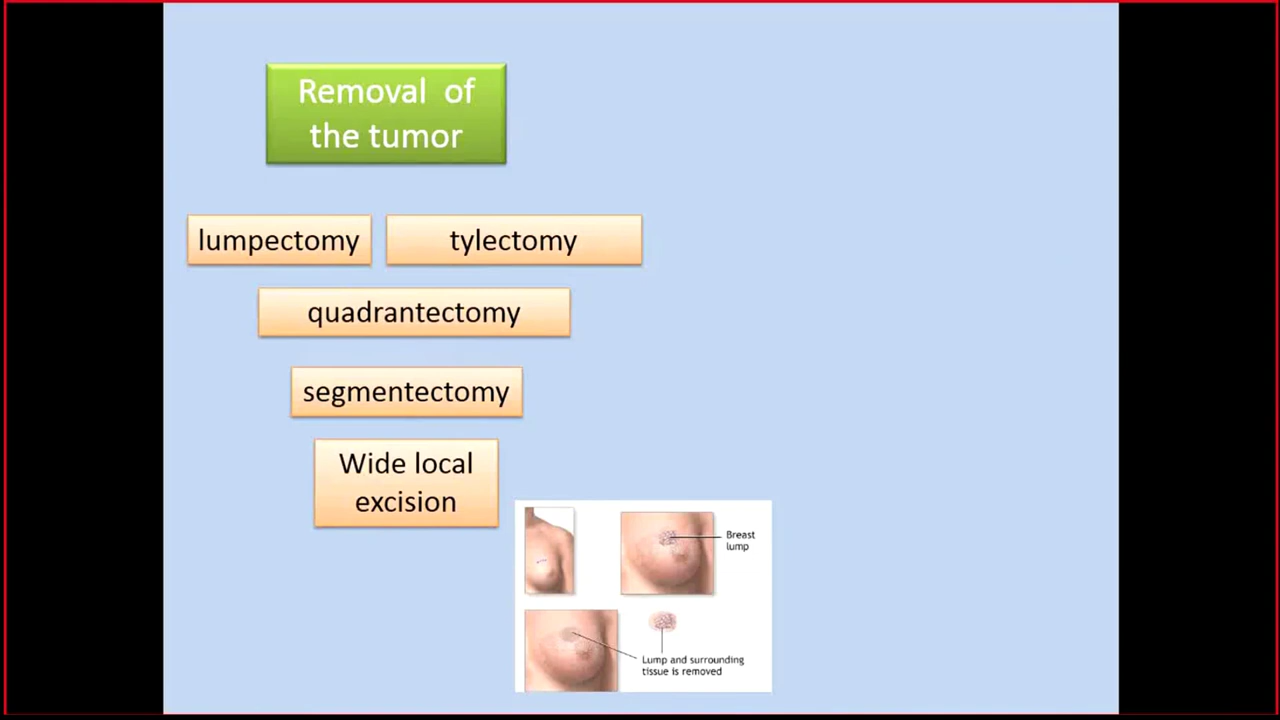 Removal of
the tumor
lumpectomy
tylectomy
quadrantectomy
segmentectomy
Wide local
excision
Breast
lump
Lump and surrounding
tissue is removed